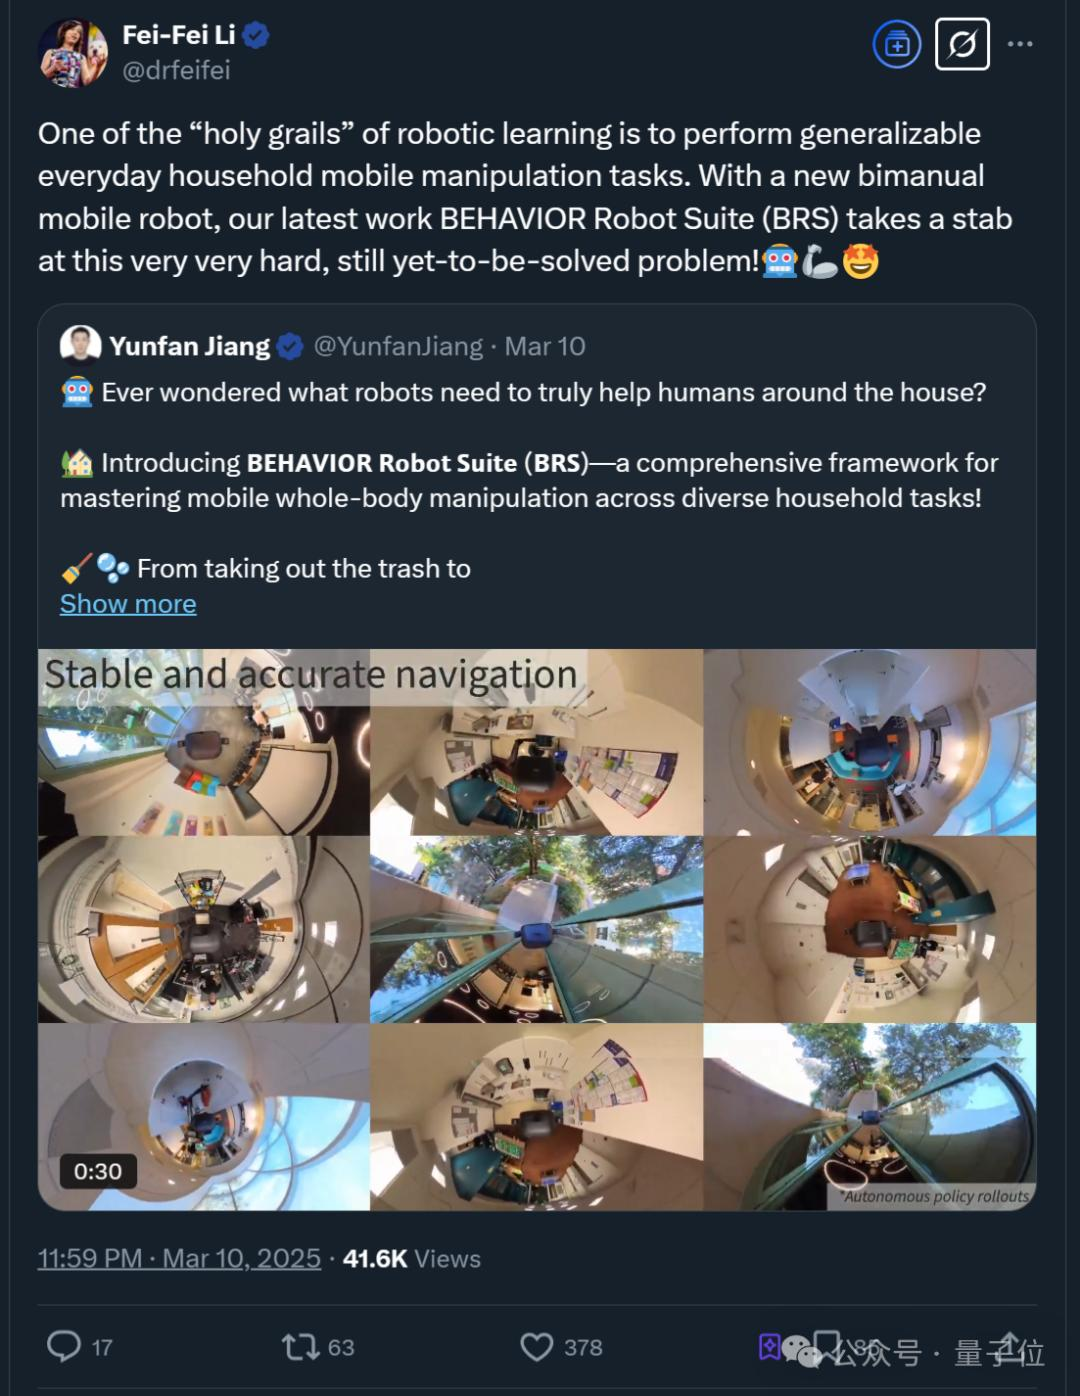 Fei-Fei Li
@drfeifei
One of the “holy grails” of robotic learning is to perform generalizable
everyday household mobile manipulation tasks. With a new bimanual
mobile robot, our latest work BEHAVIOR Robot Suite (BRS) takes a stab
at this very very hard, still yet-to-be-solved problem!🤖🦾🤩
Yunfan Jiang @YunfanJiang · Mar 10
🤖 Ever wondered what robots need to truly help humans around the house?
🏡 Introducing BEHAVIOR Robot Suite (BRS)—a comprehensive framework for
mastering mobile whole-body manipulation across diverse household tasks!
🧹🫧 From taking out the trash to
Show more
Stable and accurate navigation
0:30
*Autonomous policy rollouts
11:59 PM · Mar 10, 2025 · 41.6K Views
17
63
378
公众号 · 量子位